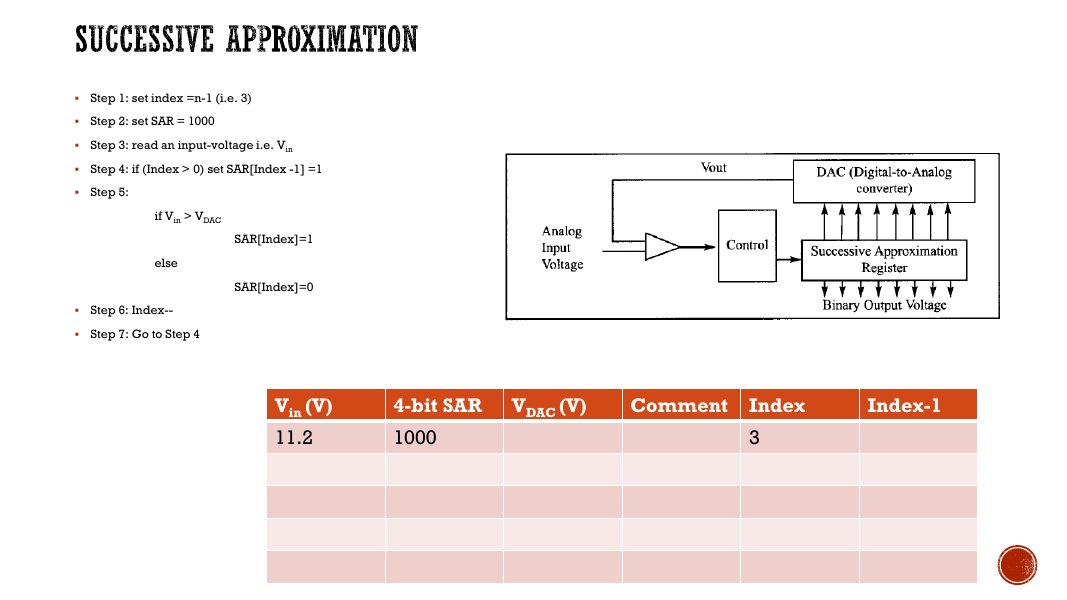 SUCCESSIVE APPROXIMATION
▪ Step 1: set index =n-1 (i.e. 3)
▪ Step 2: set SAR = 1000
▪ Step 3: read an input-voltage i.e. Vin
▪ Step 4: if (Index > 0) set SAR[Index -1] =1
▪ Step 5:
if Vin > VDAC
SAR[Index]=1
else
SAR[Index]=0
▪ Step 6: Index--
▪ Step 7: Go to Step 4
Vout
DAC (Digital-to-Analog
converter)
Analog
Input
Voltage
Control
Successive Approximation
Register
Binary Output Voltage
Vin (V) 4-bit SAR VDAC (V) Comment Index Index-1
11.2 1000 3